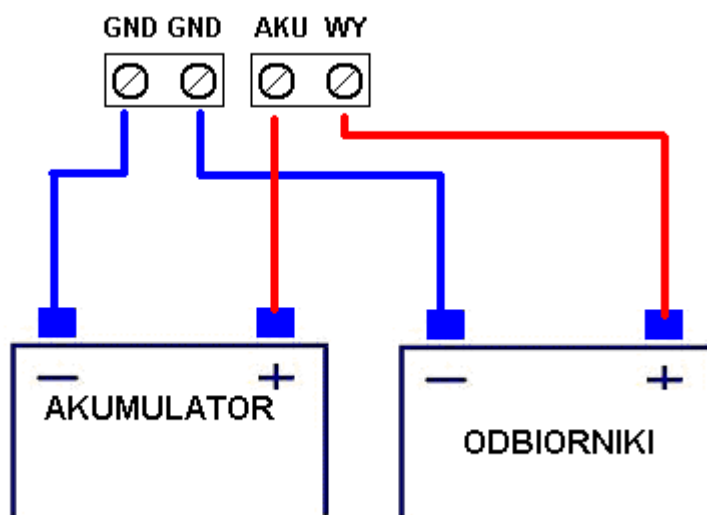 GND GND AKU WY
− + − +
AKUMULATOR
ODBIORNIKI